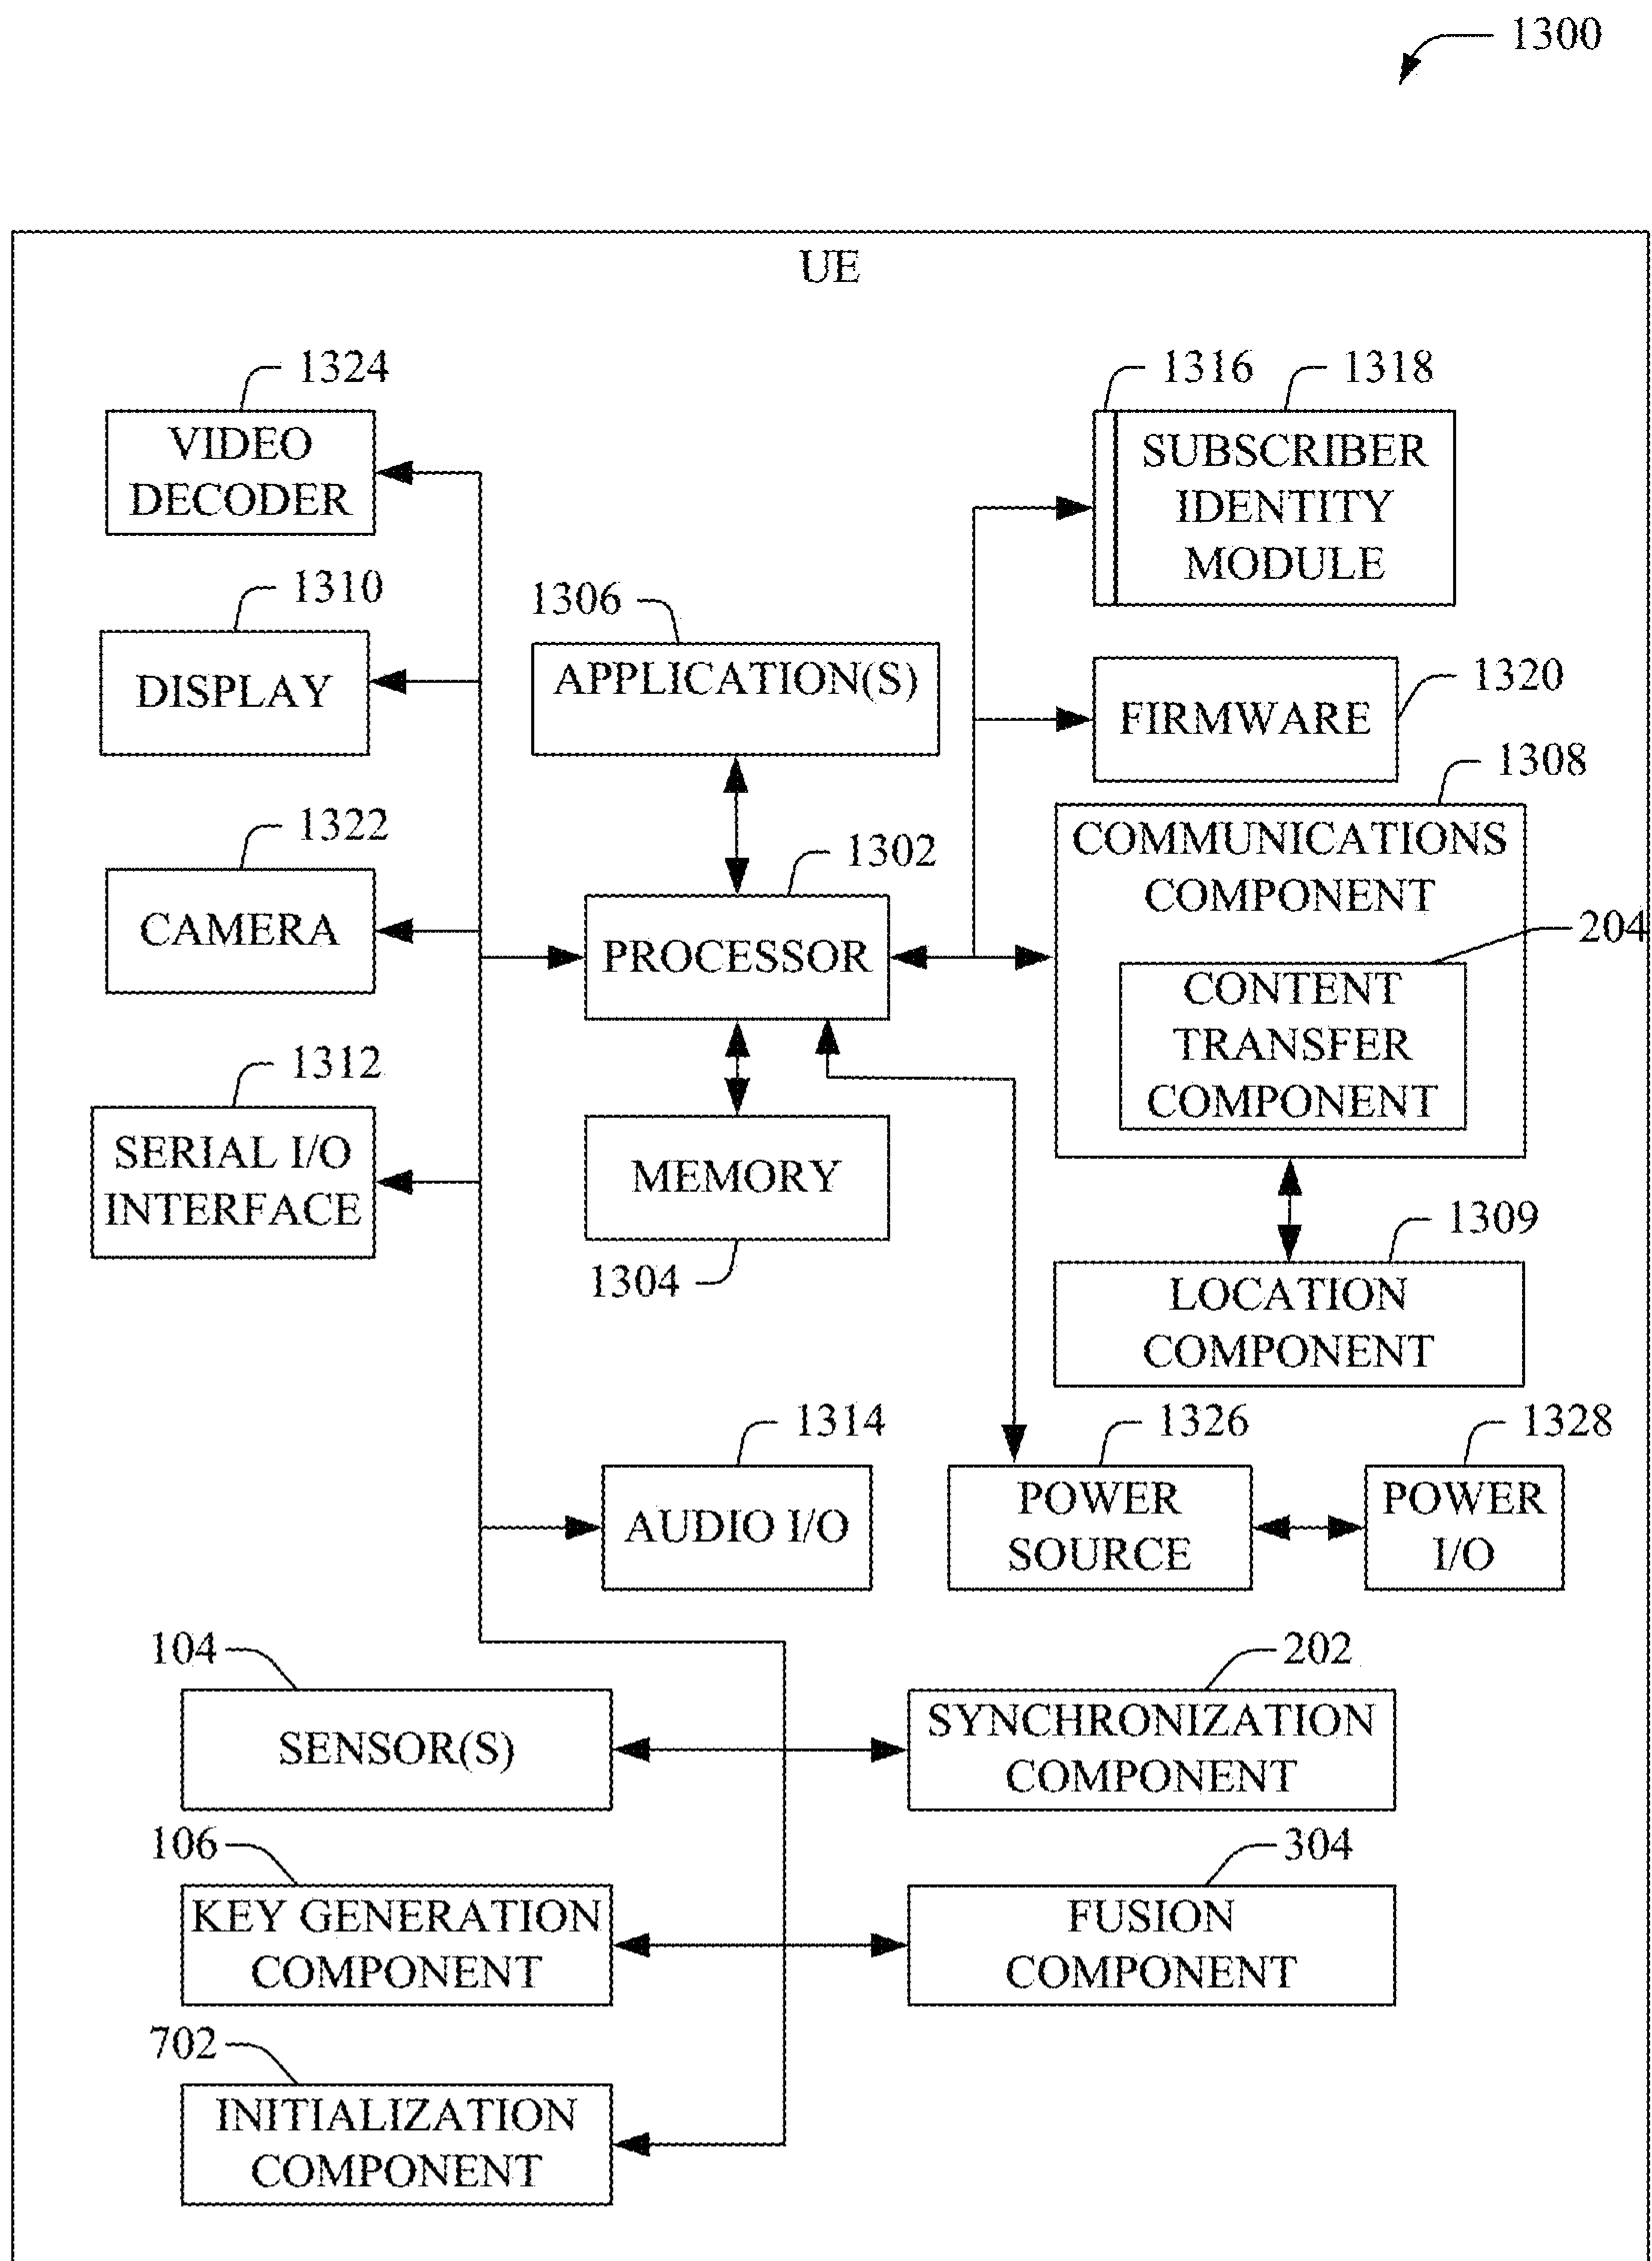 1300
UE
1324
VIDEO
DECODER
1310
DISPLAY
1322
CAMERA
1312
SERIAL I/O
INTERFACE
1306
APPLICATION(S)
1302
PROCESSOR
MEMORY
1304
1316
1318
SUBSCRIBER
IDENTITY
MODULE
1320
FIRMWARE
1308
COMMUNICATIONS
COMPONENT
204
CONTENT
TRANSFER
COMPONENT
1309
LOCATION
COMPONENT
1314
AUDIO I/O
1326
POWER
SOURCE
1328
POWER
I/O
104
SENSOR(S)
202
SYNCHRONIZATION
COMPONENT
106
KEY GENERATION
COMPONENT
304
FUSION
COMPONENT
702
INITIALIZATION
COMPONENT